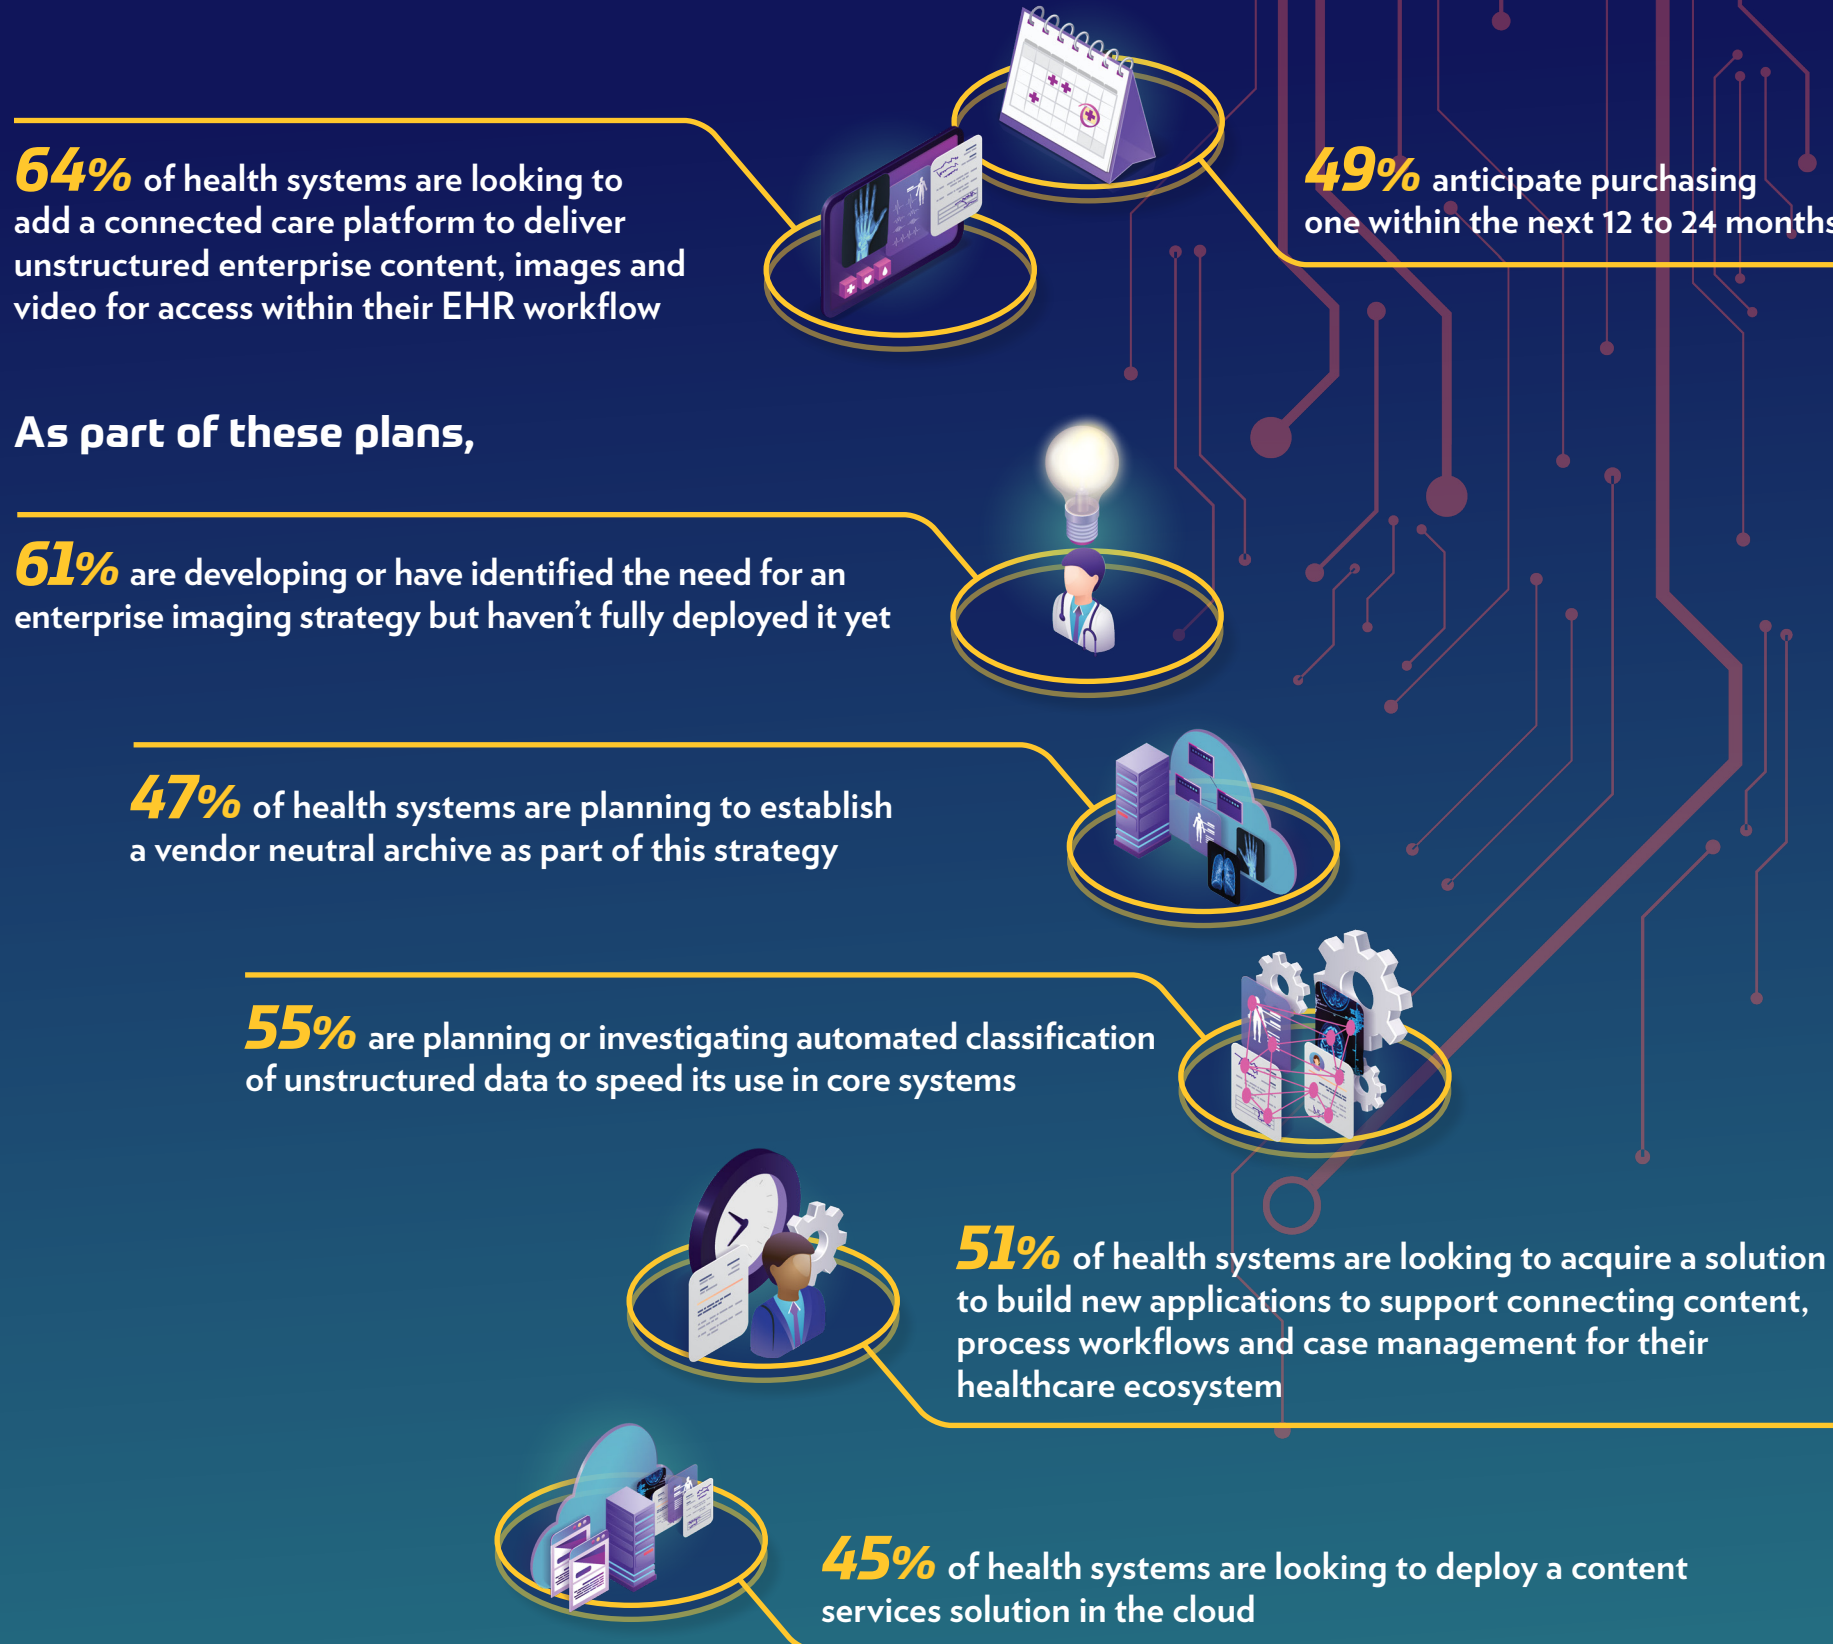 64% of health systems are looking to
add a connected care platform to deliver
unstructured enterprise content, images and
video for access within their EHR workflow
49% anticipate purchasing
one within the next 12 to 24 months
As part of these plans,
61% are developing or have identified the need for an
enterprise imaging strategy but haven't fully deployed it yet
47% of health systems are planning to establish
a vendor neutral archive as part of this strategy
55% are planning or investigating automated classification
of unstructured data to speed its use in core systems
51% of health systems are looking to acquire a solution
to build new applications to support connecting content,
process workflows and case management for their
healthcare ecosystem
45% of health systems are looking to deploy a content
services solution in the cloud